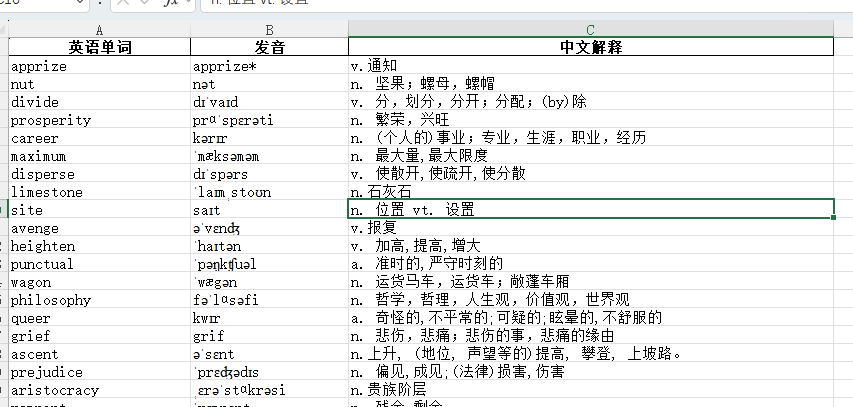 n. 位置 vt. 设置
A B C
英语单词 发音 中文解释
apprize apprize* v.通知
nut nət n. 坚果；螺母，螺帽
divide dɪˈvaɪd v. 分，划分，分开；分配；(by)除
prosperity prɑˈspɛrəti n. 繁荣，兴旺
career kərɪr n. (个人的)事业；专业，生涯，职业，经历
maximum ˈmæksəməm n. 最大量,最大限度
disperse dɪˈspərs v. 使散开,使疏开,使分散
limestone ˈlaɪmˌstoʊn n.石灰石
site saɪt n. 位置 vt. 设置
avenge əˈvɛnʤ v.报复
heighten ˈhaɪtən v. 加高,提高,增大
punctual ˈpəŋkʧuəl a. 准时的,严守时刻的
wagon ˈwægən n. 运货马车，运货车；敞蓬车厢
philosophy fəˈlɑsəfi n. 哲学，哲理，人生观，价值观，世界观
queer kwɪr a. 奇怪的,不平常的;可疑的;眩晕的,不舒服的
grief grif n. 悲伤，悲痛；悲伤的事，悲痛的缘由
ascent əˈsɛnt n.上升, (地位, 声望等的)提高, 攀登, 上坡路。
prejudice ˈprɛʤədɪs n. 偏见,成见;(法律)损害,伤害
aristocracy ˌɛrəˈstɑkrəsi n.贵族阶层